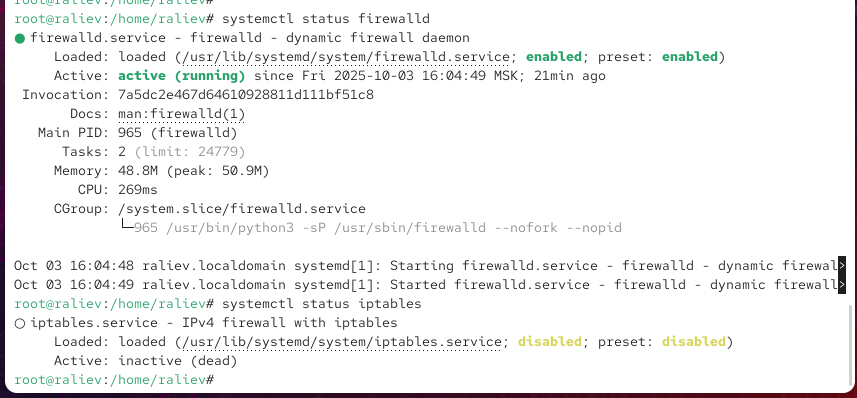 root@raliev:/home/raliev# systemctl status firewalld
● firewalld.service - firewalld - dynamic firewall daemon
     Loaded: loaded (/usr/lib/systemd/system/firewalld.service; enabled; preset: enabled)
     Active: active (running) since Fri 2025-10-03 16:04:49 MSK; 21min ago
 Invocation: 7a5dc2e467d64610928811d111bf51c8
       Docs: man:firewalld(1)
   Main PID: 965 (firewalld)
      Tasks: 2 (limit: 24779)
     Memory: 48.8M (peak: 50.9M)
        CPU: 269ms
     CGroup: /system.slice/firewalld.service
             └─965 /usr/bin/python3 -sP /usr/sbin/firewalld --nofork --nopid
Oct 03 16:04:48 raliev.localdomain systemd[1]: Starting firewalld.service - firewalld - dynamic firewal>
Oct 03 16:04:49 raliev.localdomain systemd[1]: Started firewalld.service - firewalld - dynamic firewall>
root@raliev:/home/raliev# systemctl status iptables
○ iptables.service - IPv4 firewall with iptables
     Loaded: loaded (/usr/lib/systemd/system/iptables.service; disabled; preset: disabled)
     Active: inactive (dead)
root@raliev:/home/raliev#